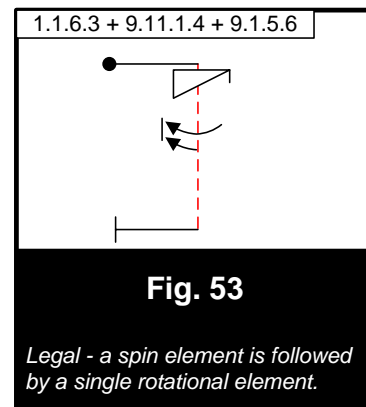 1.1.6.3 + 9.11.1.4 + 9.1.5.6
Fig. 53
Legal - a spin element is followed
by a single rotational element.